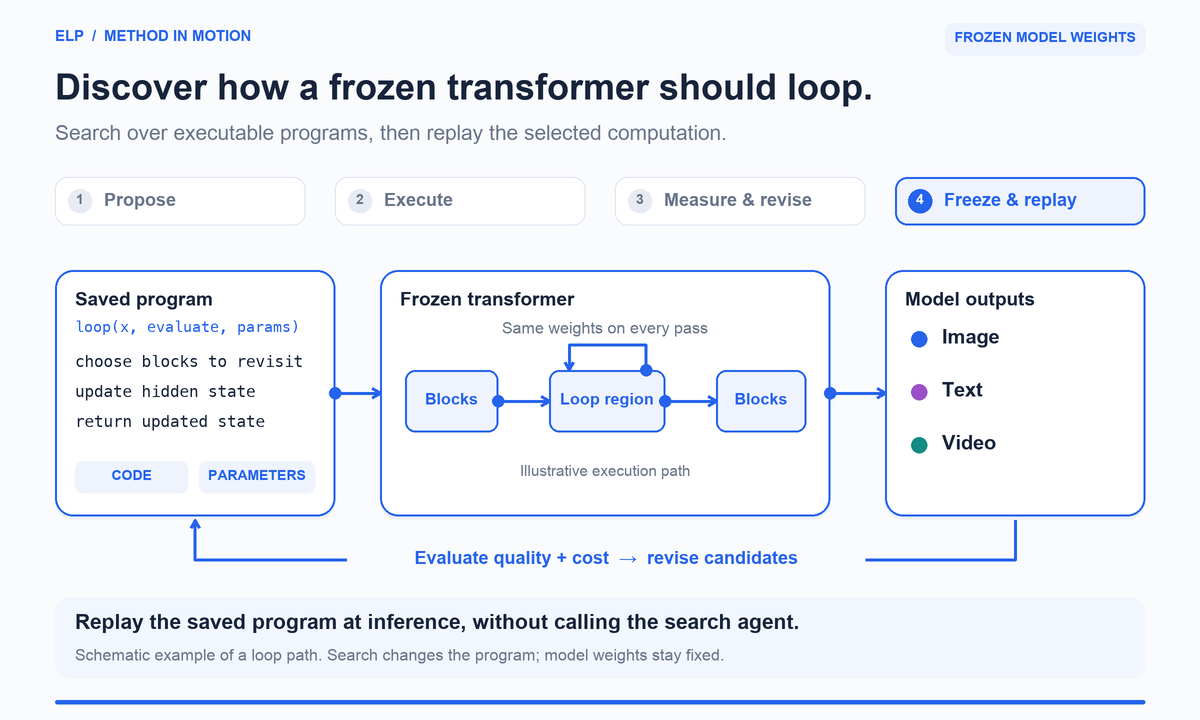 ELP / METHOD IN MOTION
FROZEN MODEL WEIGHTS
Discover how a frozen transformer should loop.
Search over executable programs, then replay the selected computation.
1 Propose
2 Execute
3 Measure & revise
4 Freeze & replay
Saved program
loop(x, evaluate, params)
choose blocks to revisit
update hidden state
return updated state
CODE
PARAMETERS
Frozen transformer
Same weights on every pass
Blocks
Loop region
Blocks
Illustrative execution path
Model outputs
Image
Text
Video
Evaluate quality + cost → revise candidates
Replay the saved program at inference, without calling the search agent.
Schematic example of a loop path. Search changes the program; model weights stay fixed.